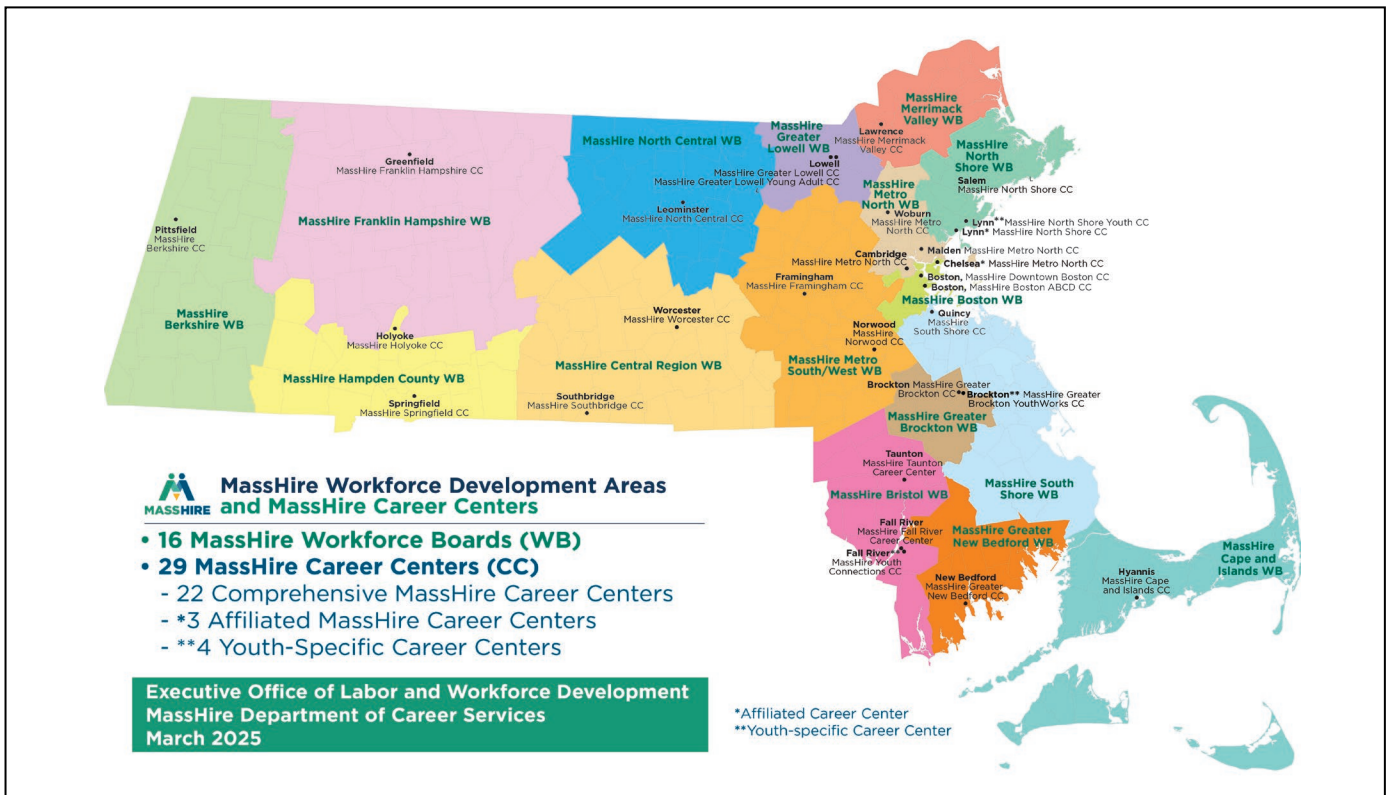 MassHire
Merrimack
Valley WB
Lawrence
MassHire Merrimack
Valley CC
MassHire
Greater
Lowell WB
Lowell
MassHire Greater Lowell CC
MassHire Greater Lowell Young Adult CC
MassHire North Central WB
Leominster
MassHire North Central CC
MassHire
North
Shore WB
Salem
MassHire North Shore CC
Lynn**MassHire North Shore Youth CC
Lynn* MassHire North Shore CC
MassHire
Metro
North WB
Woburn
MassHire Metro
North CC
Malden MassHire Metro North CC
Chelsea* MassHire Metro North CC
Cambridge
MassHire Metro North CC
Boston, MassHire Downtown Boston CC
Boston, MassHire Boston ABCD CC
MassHire Boston WB
Quincy
MassHire
South Shore CC
Greenfield
MassHire Franklin Hampshire CC
MassHire Franklin Hampshire WB
Pittsfield
MassHire
Berkshire CC
MassHire
Berkshire WB
Holyoke
MassHire Holyoke CC
MassHire Hampden County WB
Springfield
MassHire Springfield CC
Worcester
MassHire Worcester CC
MassHire Central Region WB
Southbridge
MassHire Southbridge CC
Framingham
MassHire Framingham CC
Norwood
MassHire
Norwood CC
MassHire Metro
South/West WB
Brockton MassHire Greater
Brockton CC
Brockton** MassHire Greater
Brockton YouthWorks CC
MassHire Greater
Brockton WB
Taunton
MassHire Taunton
Career Center
MassHire Bristol WB
MassHire South
Shore WB
Fall River
MassHire Fall River
Career Center
Fall River**
MassHire Youth
Connections CC
MassHire Greater
New Bedford WB
New Bedford
MassHire Greater
New Bedford CC
MassHire
Cape and
Islands WB
Hyannis
MassHire Cape
and Islands CC
MASSHIRE
MassHire Workforce Development Areas
and MassHire Career Centers
• 16 MassHire Workforce Boards (WB)
• 29 MassHire Career Centers (CC)
- 22 Comprehensive MassHire Career Centers
- *3 Affiliated MassHire Career Centers
- **4 Youth-Specific Career Centers
Executive Office of Labor and Workforce Development
MassHire Department of Career Services
March 2025
*Affiliated Career Center
**Youth-specific Career Center